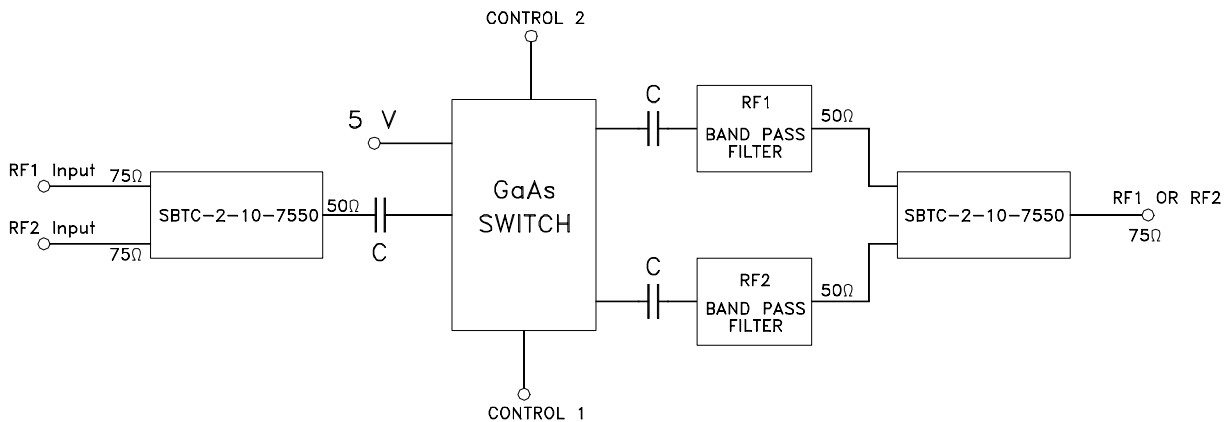 CONTROL 2
5 V
C
RF1
BAND PASS
FILTER
50Ω
RF1 Input
75Ω
SBTC-2-10-7550
50Ω
C
RF2 Input
75Ω
GaAs
SWITCH
SBTC-2-10-7550
RF1 OR RF2
75Ω
C
RF2
BAND PASS
FILTER
50Ω
CONTROL 1